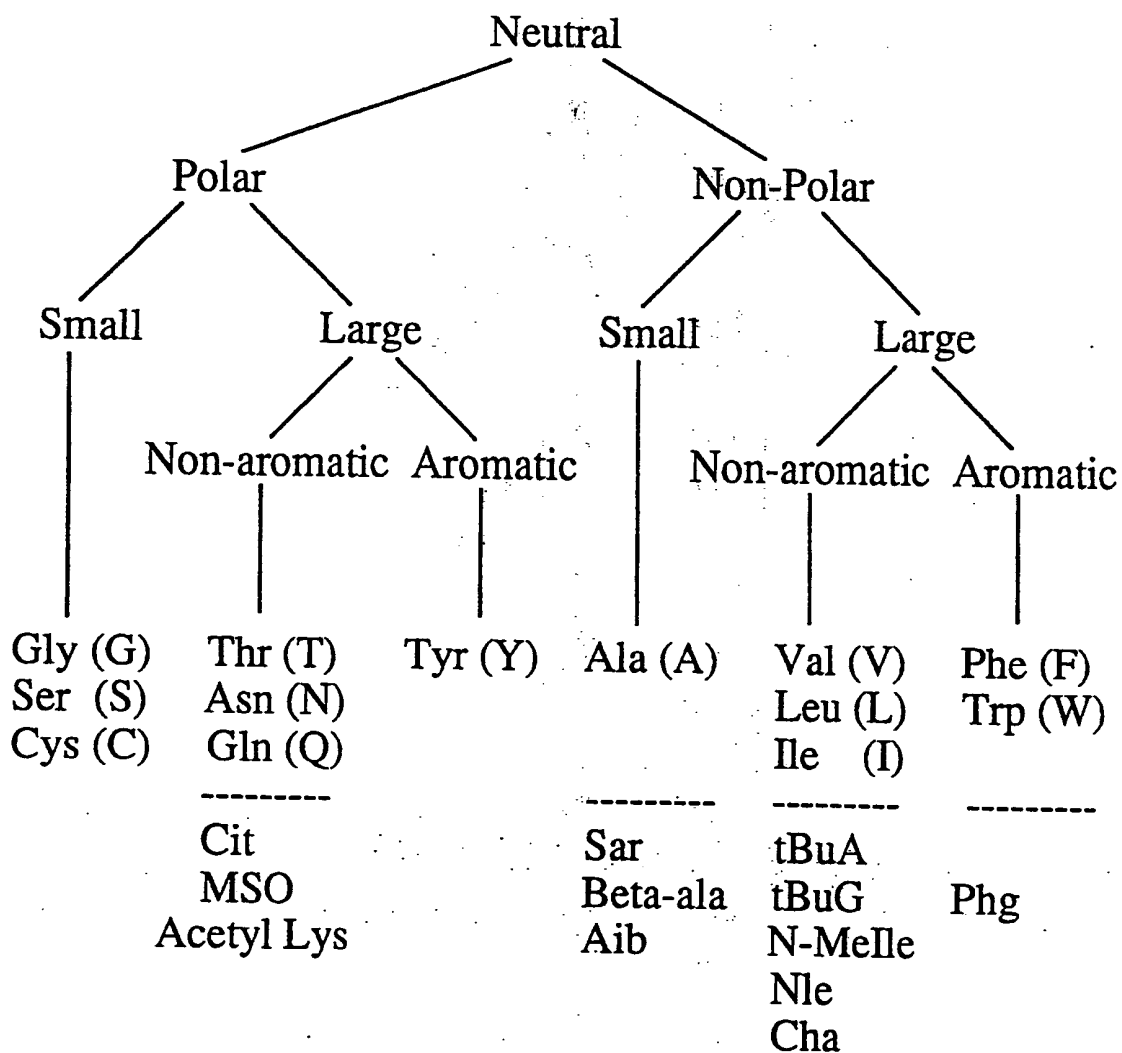 Neutral
Polar Non-Polar
Small Large Small Large
Non-aromatic Aromatic Non-aromatic Aromatic
Gly (G) Thr (T) Tyr (Y) Ala (A) Val (V) Phe (F)
Ser (S) Asn (N) Leu (L) Trp (W)
Cys (C) Gln (Q) Ile (I)
Cit Sar tBuA
MSO Beta-ala tBuG Phg
Acetyl Lys Aib N-MeIle
Nle
Cha